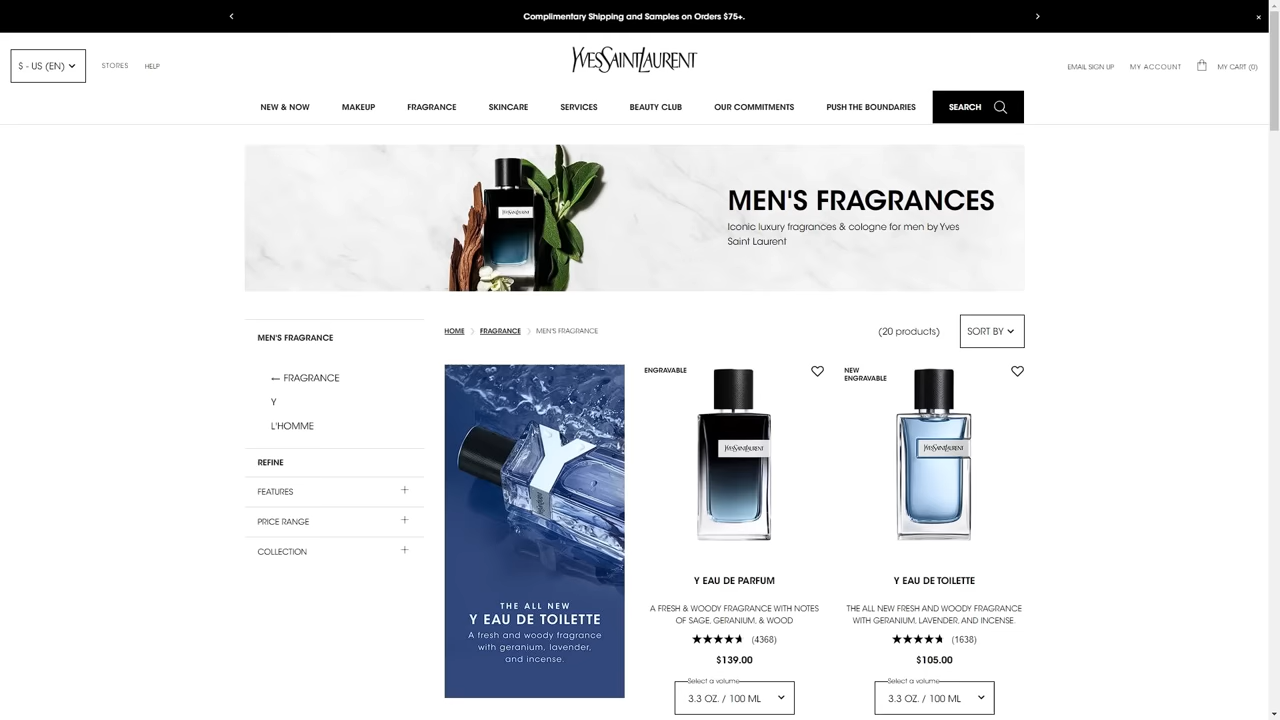 Complimentary Shipping and Samples on Orders $75+.
$ - US (EN)
STORES
HELP
YVESSAINTLAURENT
EMAIL SIGN UP
MY ACCOUNT
MY CART (0)
NEW & NOW
MAKEUP
FRAGRANCE
SKINCARE
SERVICES
BEAUTY CLUB
OUR COMMITMENTS
PUSH THE BOUNDARIES
SEARCH
YVESSAINTLAURENT
MEN'S FRAGRANCES
Iconic luxury fragrances & cologne for men by Yves
Saint Laurent
MEN'S FRAGRANCE
← FRAGRANCE
Y
L'HOMME
REFINE
FEATURES
PRICE RANGE
COLLECTION
HOME
FRAGRANCE
MEN'S FRAGRANCE
(20 products)
SORT BY
THE ALL NEW
Y EAU DE TOILETTE
A fresh and woody fragrance
with geranium, lavender,
and incense.
ENGRAVABLE
YVESSAINTLAURENT
Y EAU DE PARFUM
A FRESH & WOODY FRAGRANCE WITH NOTES
OF SAGE, GERANIUM, & WOOD
(4368)
$139.00
Select a volume
3.3 OZ. / 100 ML
NEW
ENGRAVABLE
YVESSAINTLAURENT
Y EAU DE TOILETTE
THE ALL NEW FRESH AND WOODY FRAGRANCE
WITH GERANIUM, LAVENDER, AND INCENSE.
(1638)
$105.00
Select a volume
3.3 OZ. / 100 ML